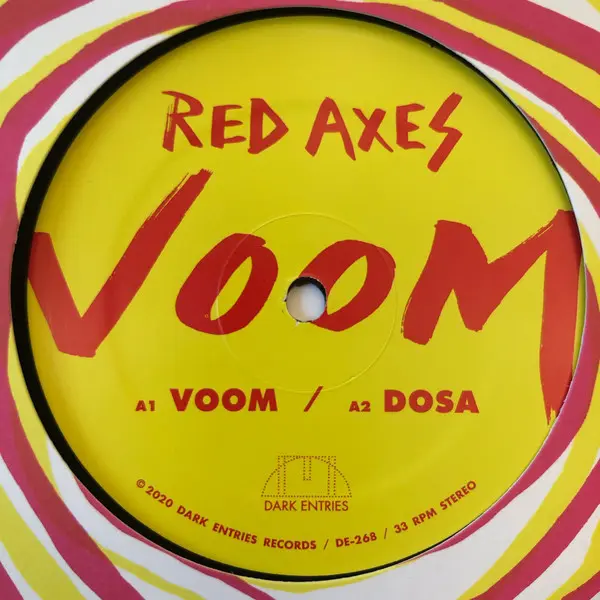 RED AXES
VOOM
A1 VOOM / A2 DOSA
DARK ENTRIES
© 2020 DARK ENTRIES RECORDS / DE-268 / 33 RPM STEREO